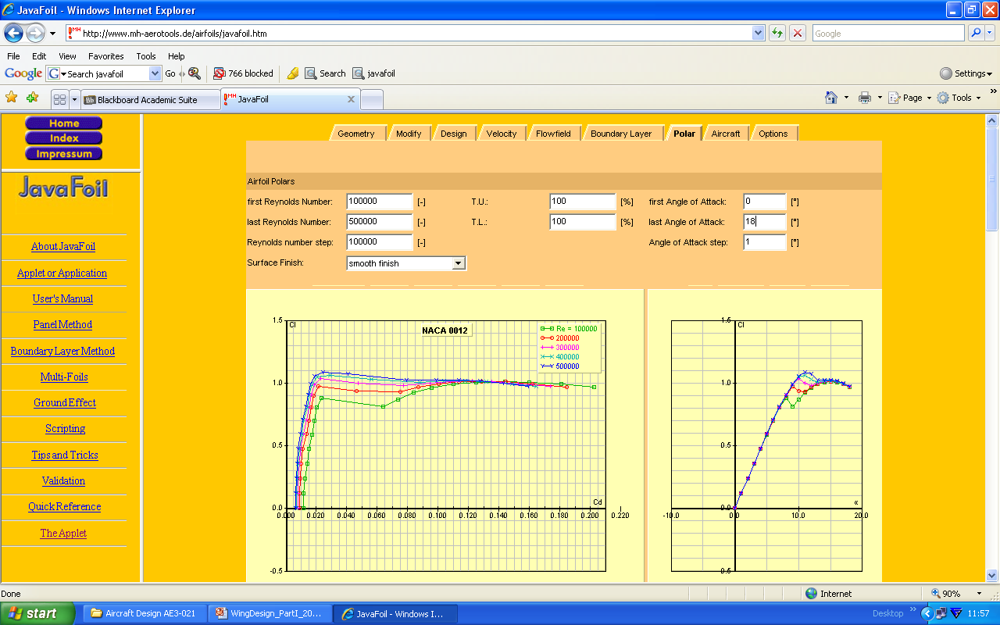 JavaFoil - Windows Internet Explorer
http://www.mh-aerotools.de/airfoils/javafoil.htm
Google
File Edit View Favorites Tools Help
Google G Search javafoil Go 766 blocked Search javafoil Settings
Bb Blackboard Academic Suite MH JavaFoil Page Tools
Home
Index
Impressum
JavaFoil
About JavaFoil
Applet or Application
User's Manual
Panel Method
Boundary Layer Method
Multi-Foils
Ground Effect
Scripting
Tips and Tricks
Validation
Quick Reference
The Applet
Geometry Modify Design Velocity Flowfield Boundary Layer Polar Aircraft Options
Airfoil Polars
first Reynolds Number: 100000 [-] T.U.: 100 [%] first Angle of Attack: 0 [°]
last Reynolds Number: 500000 [-] T.L.: 100 [%] last Angle of Attack: 18 [°]
Reynolds number step: 100000 [-] Angle of Attack step: 1 [°]
Surface Finish: smooth finish
1.5 Cl
NACA 0012
Re = 100000
200000
300000
400000
500000
1.0
0.5
0.0
Cd
0.000 0.020 0.040 0.060 0.080 0.100 0.120 0.140 0.160 0.180 0.200 0.220
-0.5
1.5 Cl
1.0
0.5
0.0
α
-10.0 0.0 10.0 20.0
-0.5
Done Internet 90%
start Aircraft Design AE3-021 WingDesign_PartI_20... JavaFoil - Windows I... Desktop 11:57